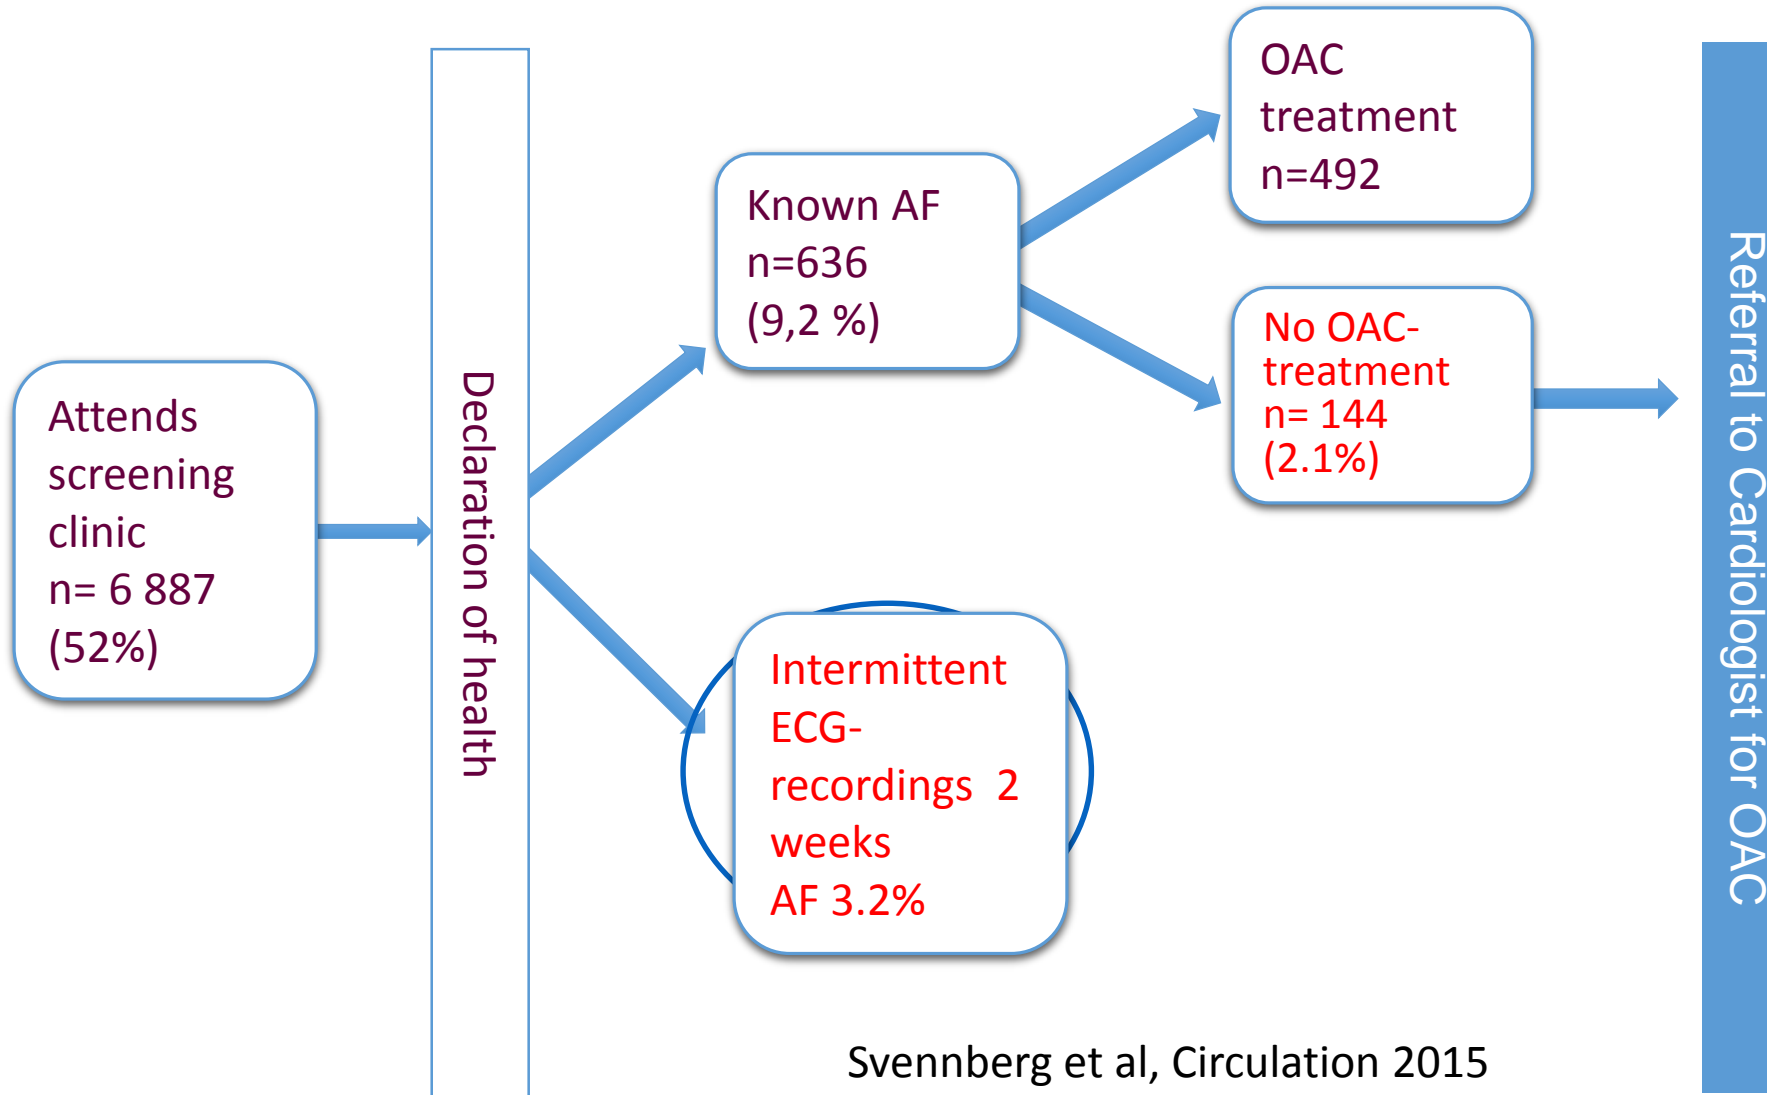 Attends
screening
clinic
n= 6 887
(52%)
Declaration of health
Known AF
n=636
(9,2 %)
OAC
treatment
n=492
No OAC-
treatment
n= 144
(2.1%)
Intermittent
ECG-
recordings  2
weeks
AF 3.2%
Referral to Cardiologist for OAC
Svennberg et al, Circulation 2015